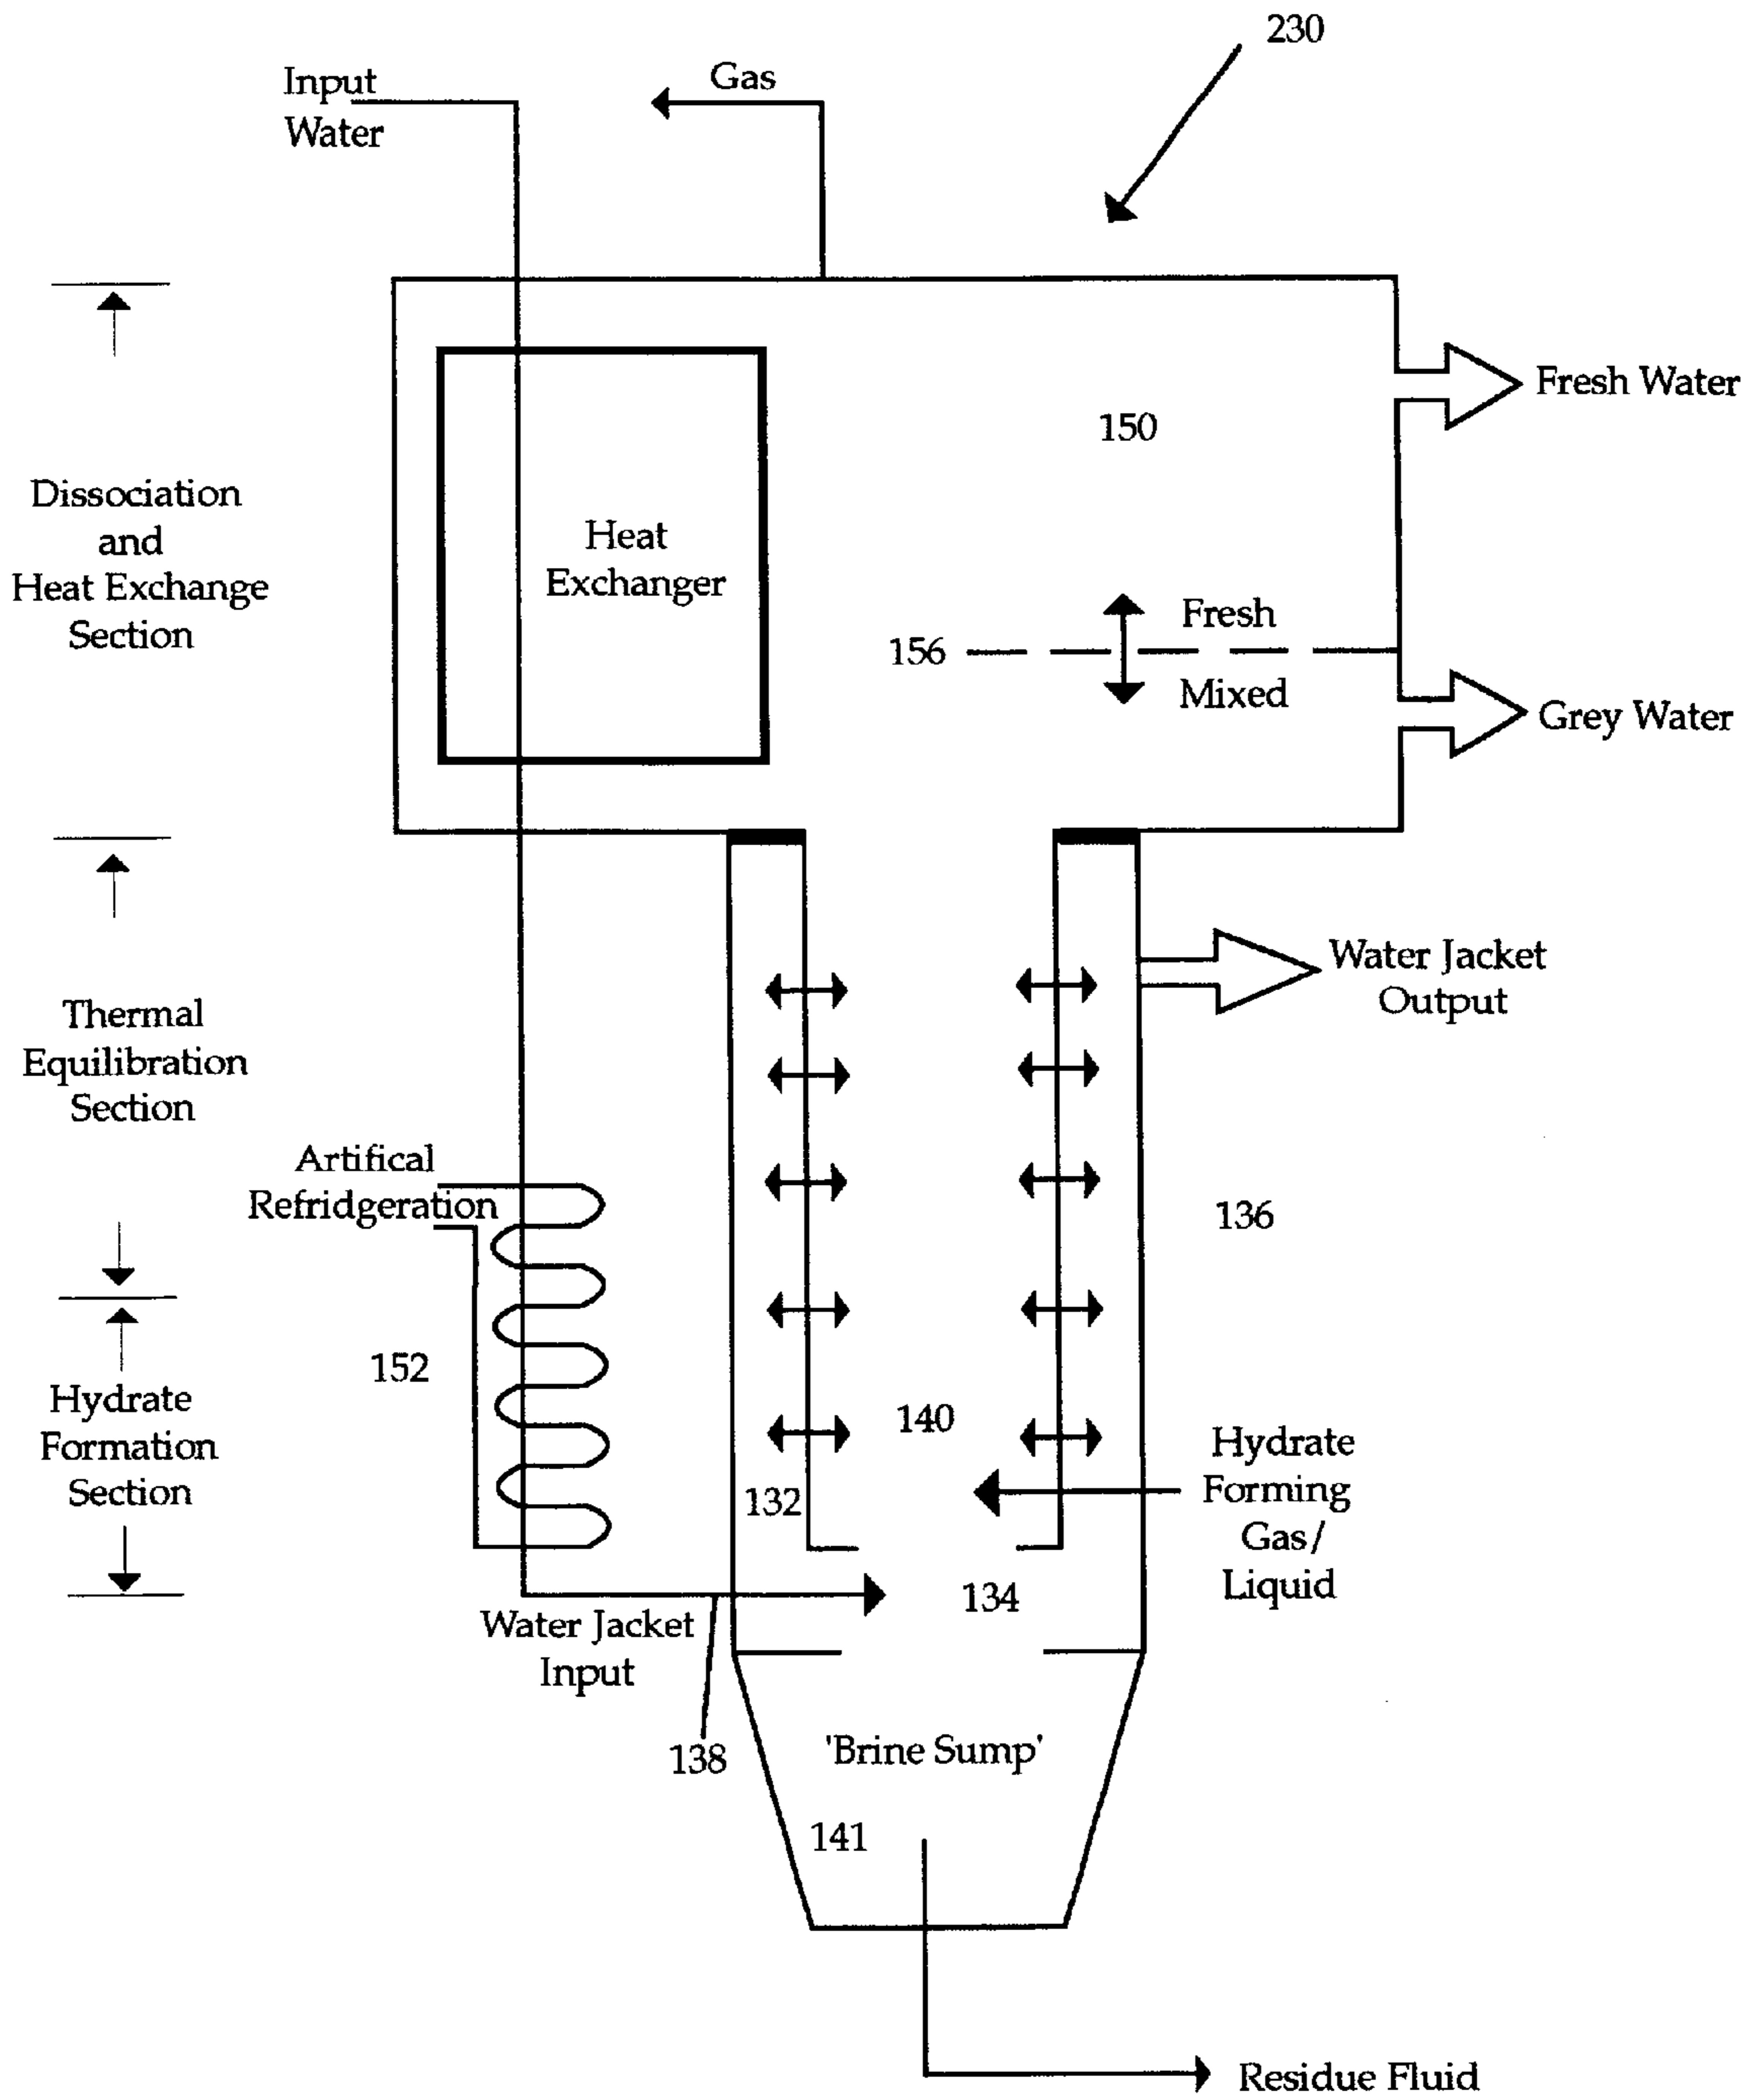 230
Input
Water
Gas
Fresh Water
150
Dissociation
and
Heat Exchange
Section
Heat
Exchanger
Fresh
156
Mixed
Grey Water
Water Jacket
Output
Thermal
Equilibration
Section
Artifical
Refridgeration
136
152
Hydrate
Formation
Section
140
132
Hydrate
Forming
Gas/
Liquid
134
Water Jacket
Input
138
'Brine Sump'
141
Residue Fluid